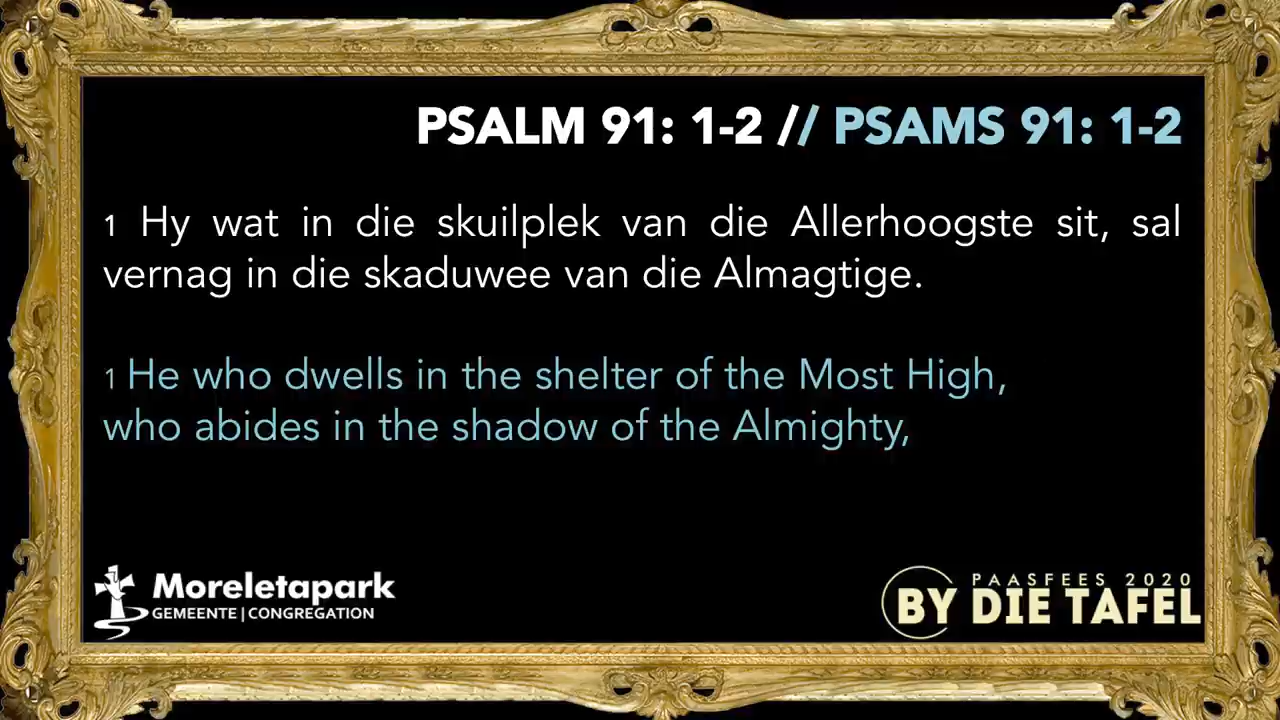 PSALM 91: 1-2 // PSAMS 91: 1-2
1 Hy wat in die skuilplek van die Allerhoogste sit, sal
vernag in die skaduwee van die Almagtige.
1 He who dwells in the shelter of the Most High,
who abides in the shadow of the Almighty,
Moreletapark
GEMEENTE | CONGREGATION
PAASFEES 2020
BY DIE TAFEL